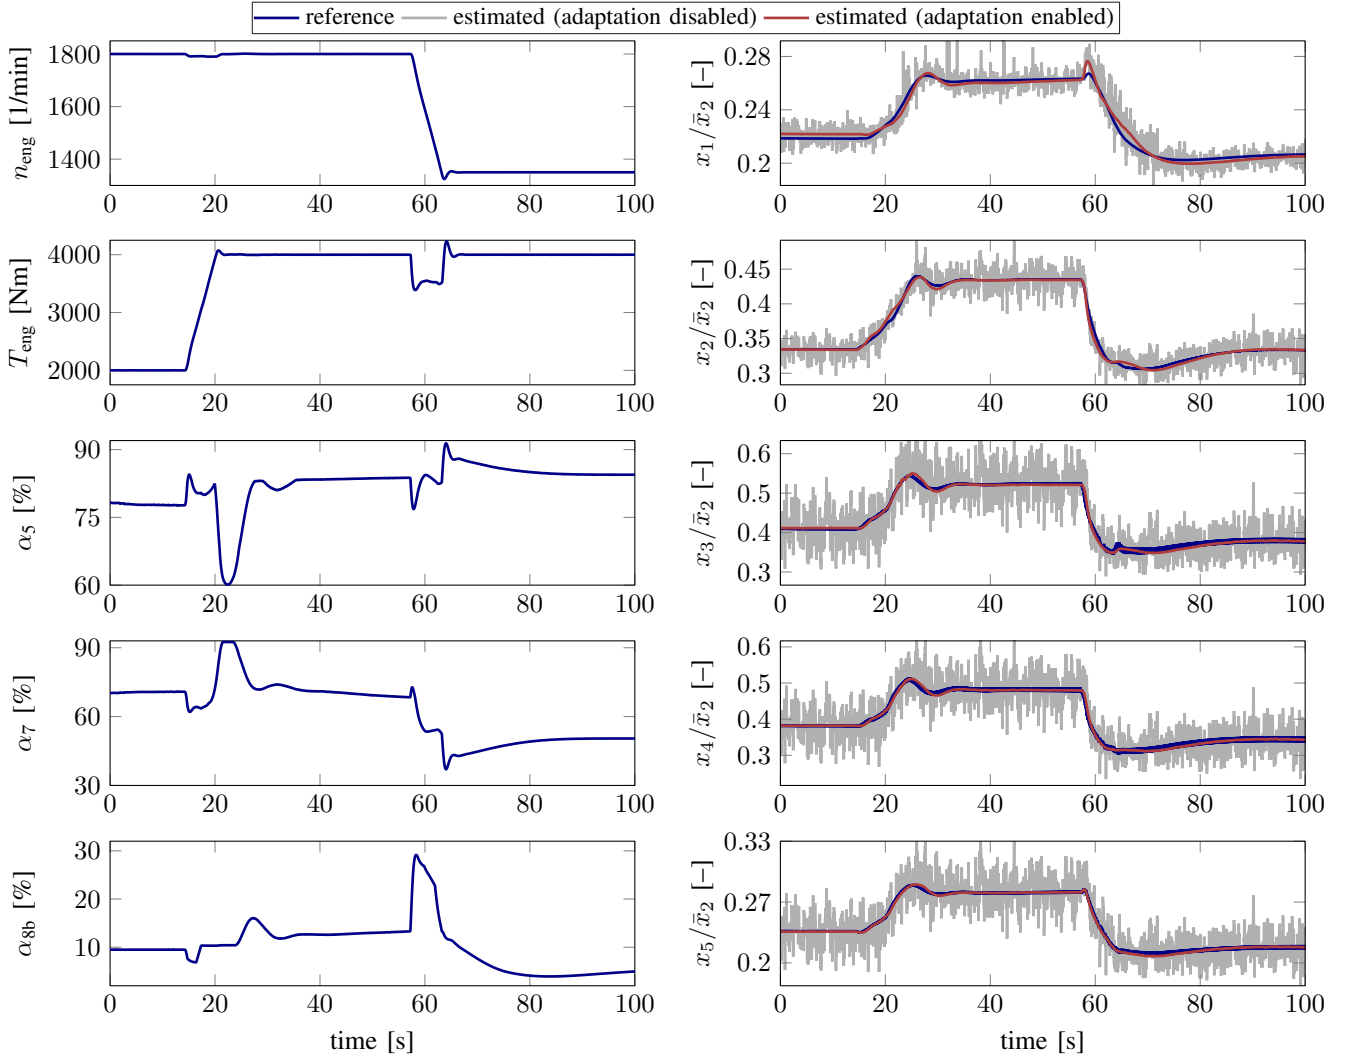 reference estimated (adaptation disabled) estimated (adaptation enabled)
n_eng [1/min]
1800
1600
1400
0 20 40 60 80 100
x_1/x̄_2 [−]
0.28
0.24
0.2
0 20 40 60 80 100
T_eng [Nm]
4000
3000
2000
0 20 40 60 80 100
x_2/x̄_2 [−]
0.45
0.4
0.35
0.3
0 20 40 60 80 100
α_5 [%]
90
75
60
0 20 40 60 80 100
x_3/x̄_2 [−]
0.6
0.5
0.4
0.3
0 20 40 60 80 100
α_7 [%]
90
60
30
0 20 40 60 80 100
x_4/x̄_2 [−]
0.6
0.5
0.4
0.3
0 20 40 60 80 100
α_8b [%]
30
20
10
0 20 40 60 80 100
time [s]
x_5/x̄_2 [−]
0.33
0.27
0.2
0 20 40 60 80 100
time [s]